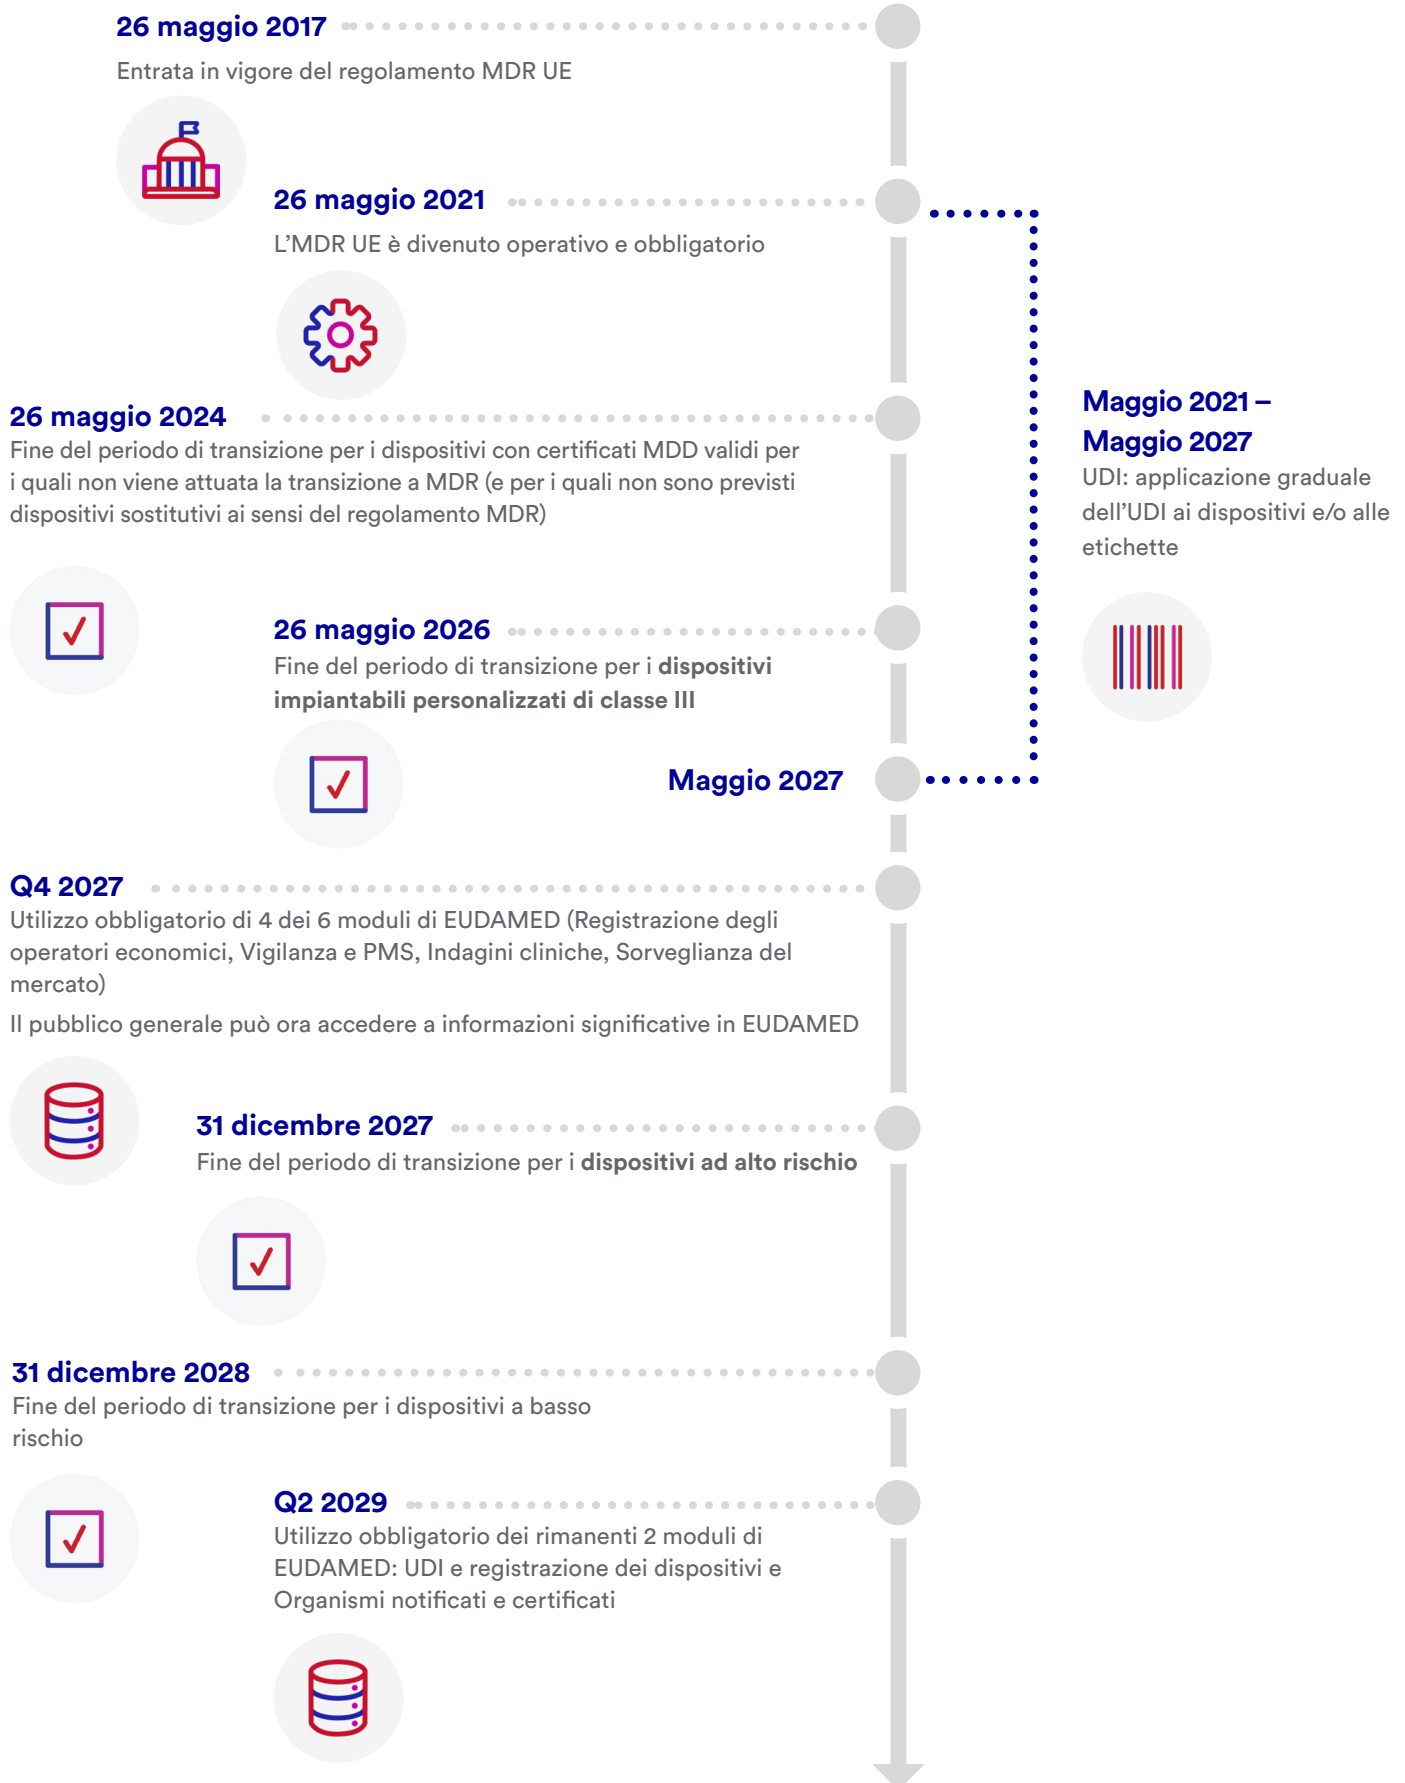 26 maggio 2017
Entrata in vigore del regolamento MDR UE
26 maggio 2021
L'MDR UE è divenuto operativo e obbligatorio
26 maggio 2024
Fine del periodo di transizione per i dispositivi con certificati MDD validi per
i quali non viene attuata la transizione a MDR (e per i quali non sono previsti
dispositivi sostitutivi ai sensi del regolamento MDR)
Maggio 2021 –
Maggio 2027
UDI: applicazione graduale
dell'UDI ai dispositivi e/o alle
etichette
26 maggio 2026
Fine del periodo di transizione per i dispositivi
impiantabili personalizzati di classe III
Maggio 2027
Q4 2027
Utilizzo obbligatorio di 4 dei 6 moduli di EUDAMED (Registrazione degli
operatori economici, Vigilanza e PMS, Indagini cliniche, Sorveglianza del
mercato)
Il pubblico generale può ora accedere a informazioni significative in EUDAMED
31 dicembre 2027
Fine del periodo di transizione per i dispositivi ad alto rischio
31 dicembre 2028
Fine del periodo di transizione per i dispositivi a basso
rischio
Q2 2029
Utilizzo obbligatorio dei rimanenti 2 moduli di
EUDAMED: UDI e registrazione dei dispositivi e
Organismi notificati e certificati